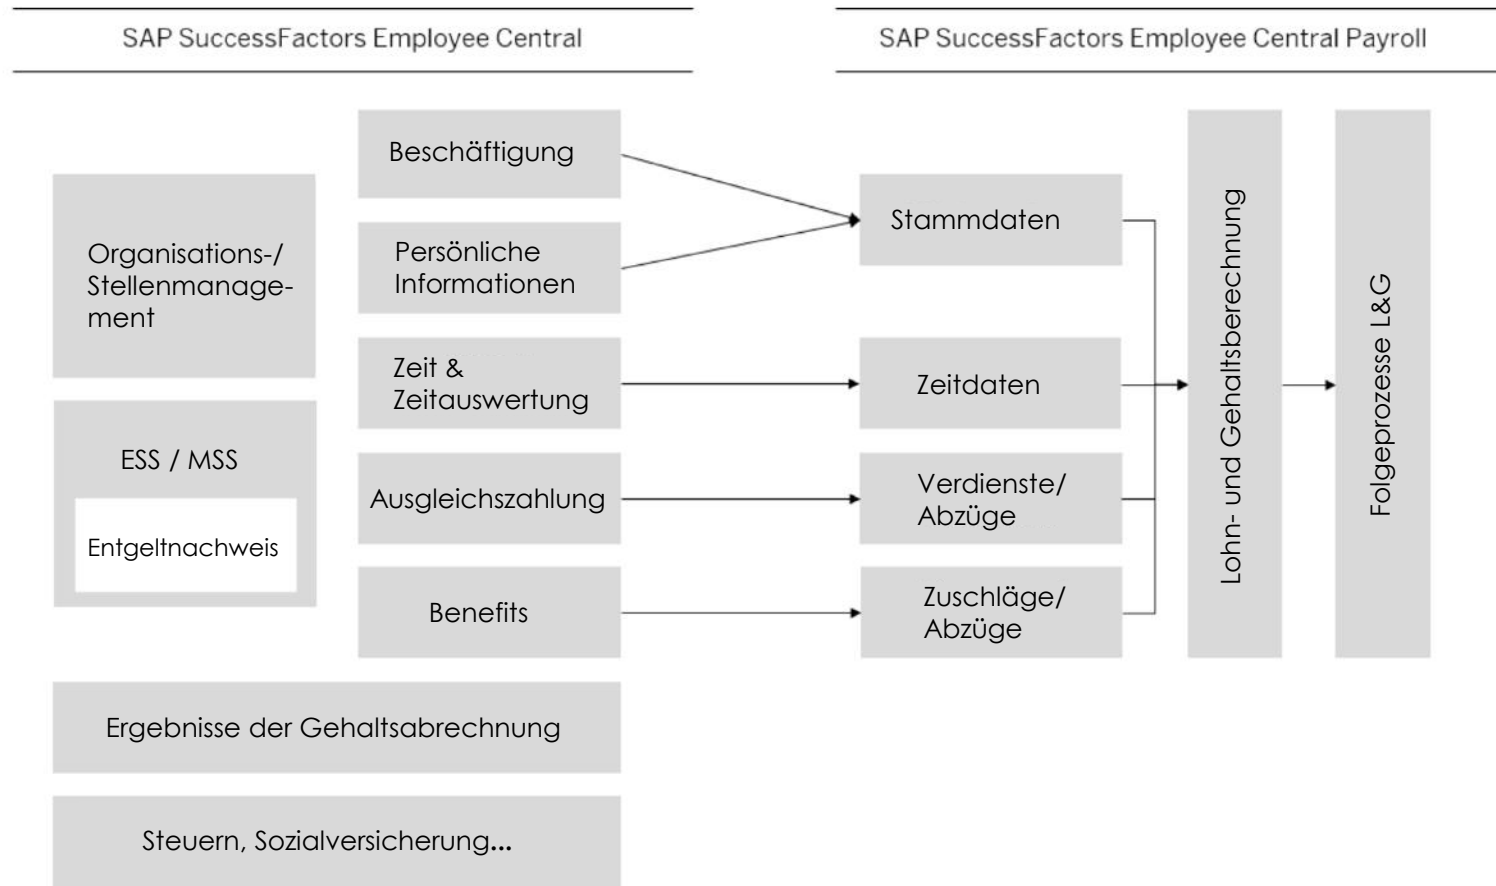 SAP SuccessFactors Employee Central
SAP SuccessFactors Employee Central Payroll
Organisations-/
Stellenmanage-
ment
ESS / MSS
Entgeltnachweis
Beschäftigung
Persönliche
Informationen
Zeit &
Zeitauswertung
Ausgleichszahlung
Benefits
Ergebnisse der Gehaltsabrechnung
Steuern, Sozialversicherung...
Stammdaten
Zeitdaten
Verdienste/
Abzüge
Zuschläge/
Abzüge
Lohn- und Gehaltsberechnung
Folgeprozesse L&G